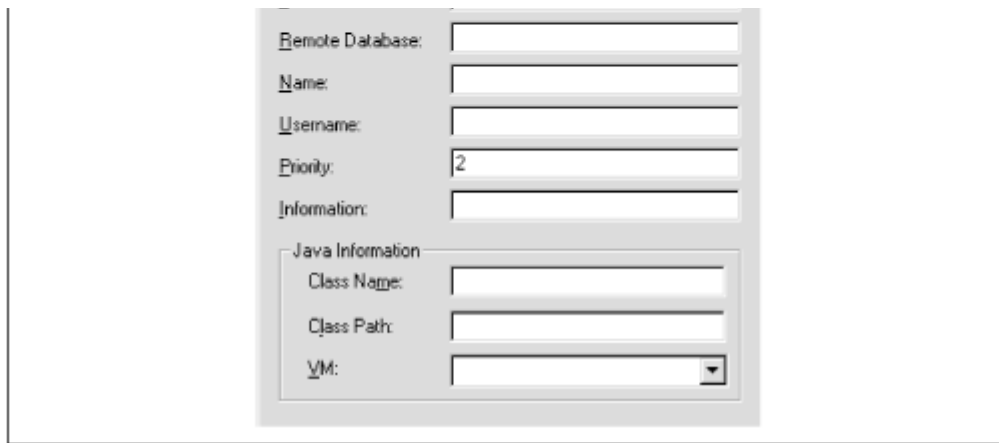 Remote Database:
Name:
Username:
Priority: 2
Information:
Java Information
Class Name:
Class Path:
VM: